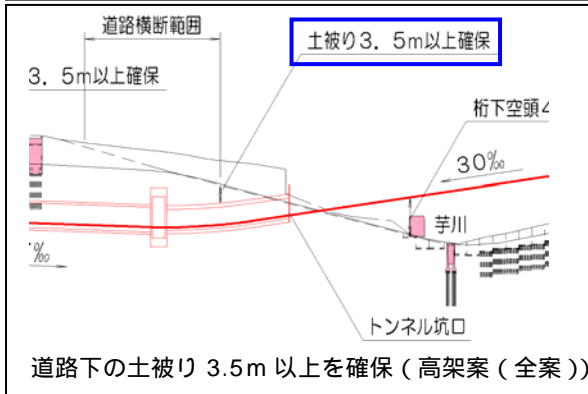 道路横断範囲
土被り3．5m以上確保
3．5m以上確保
桁下空頭4
30‰
芋川
‰
トンネル坑口
道路下の土被り 3.5m 以上を確保（高架案（全案））